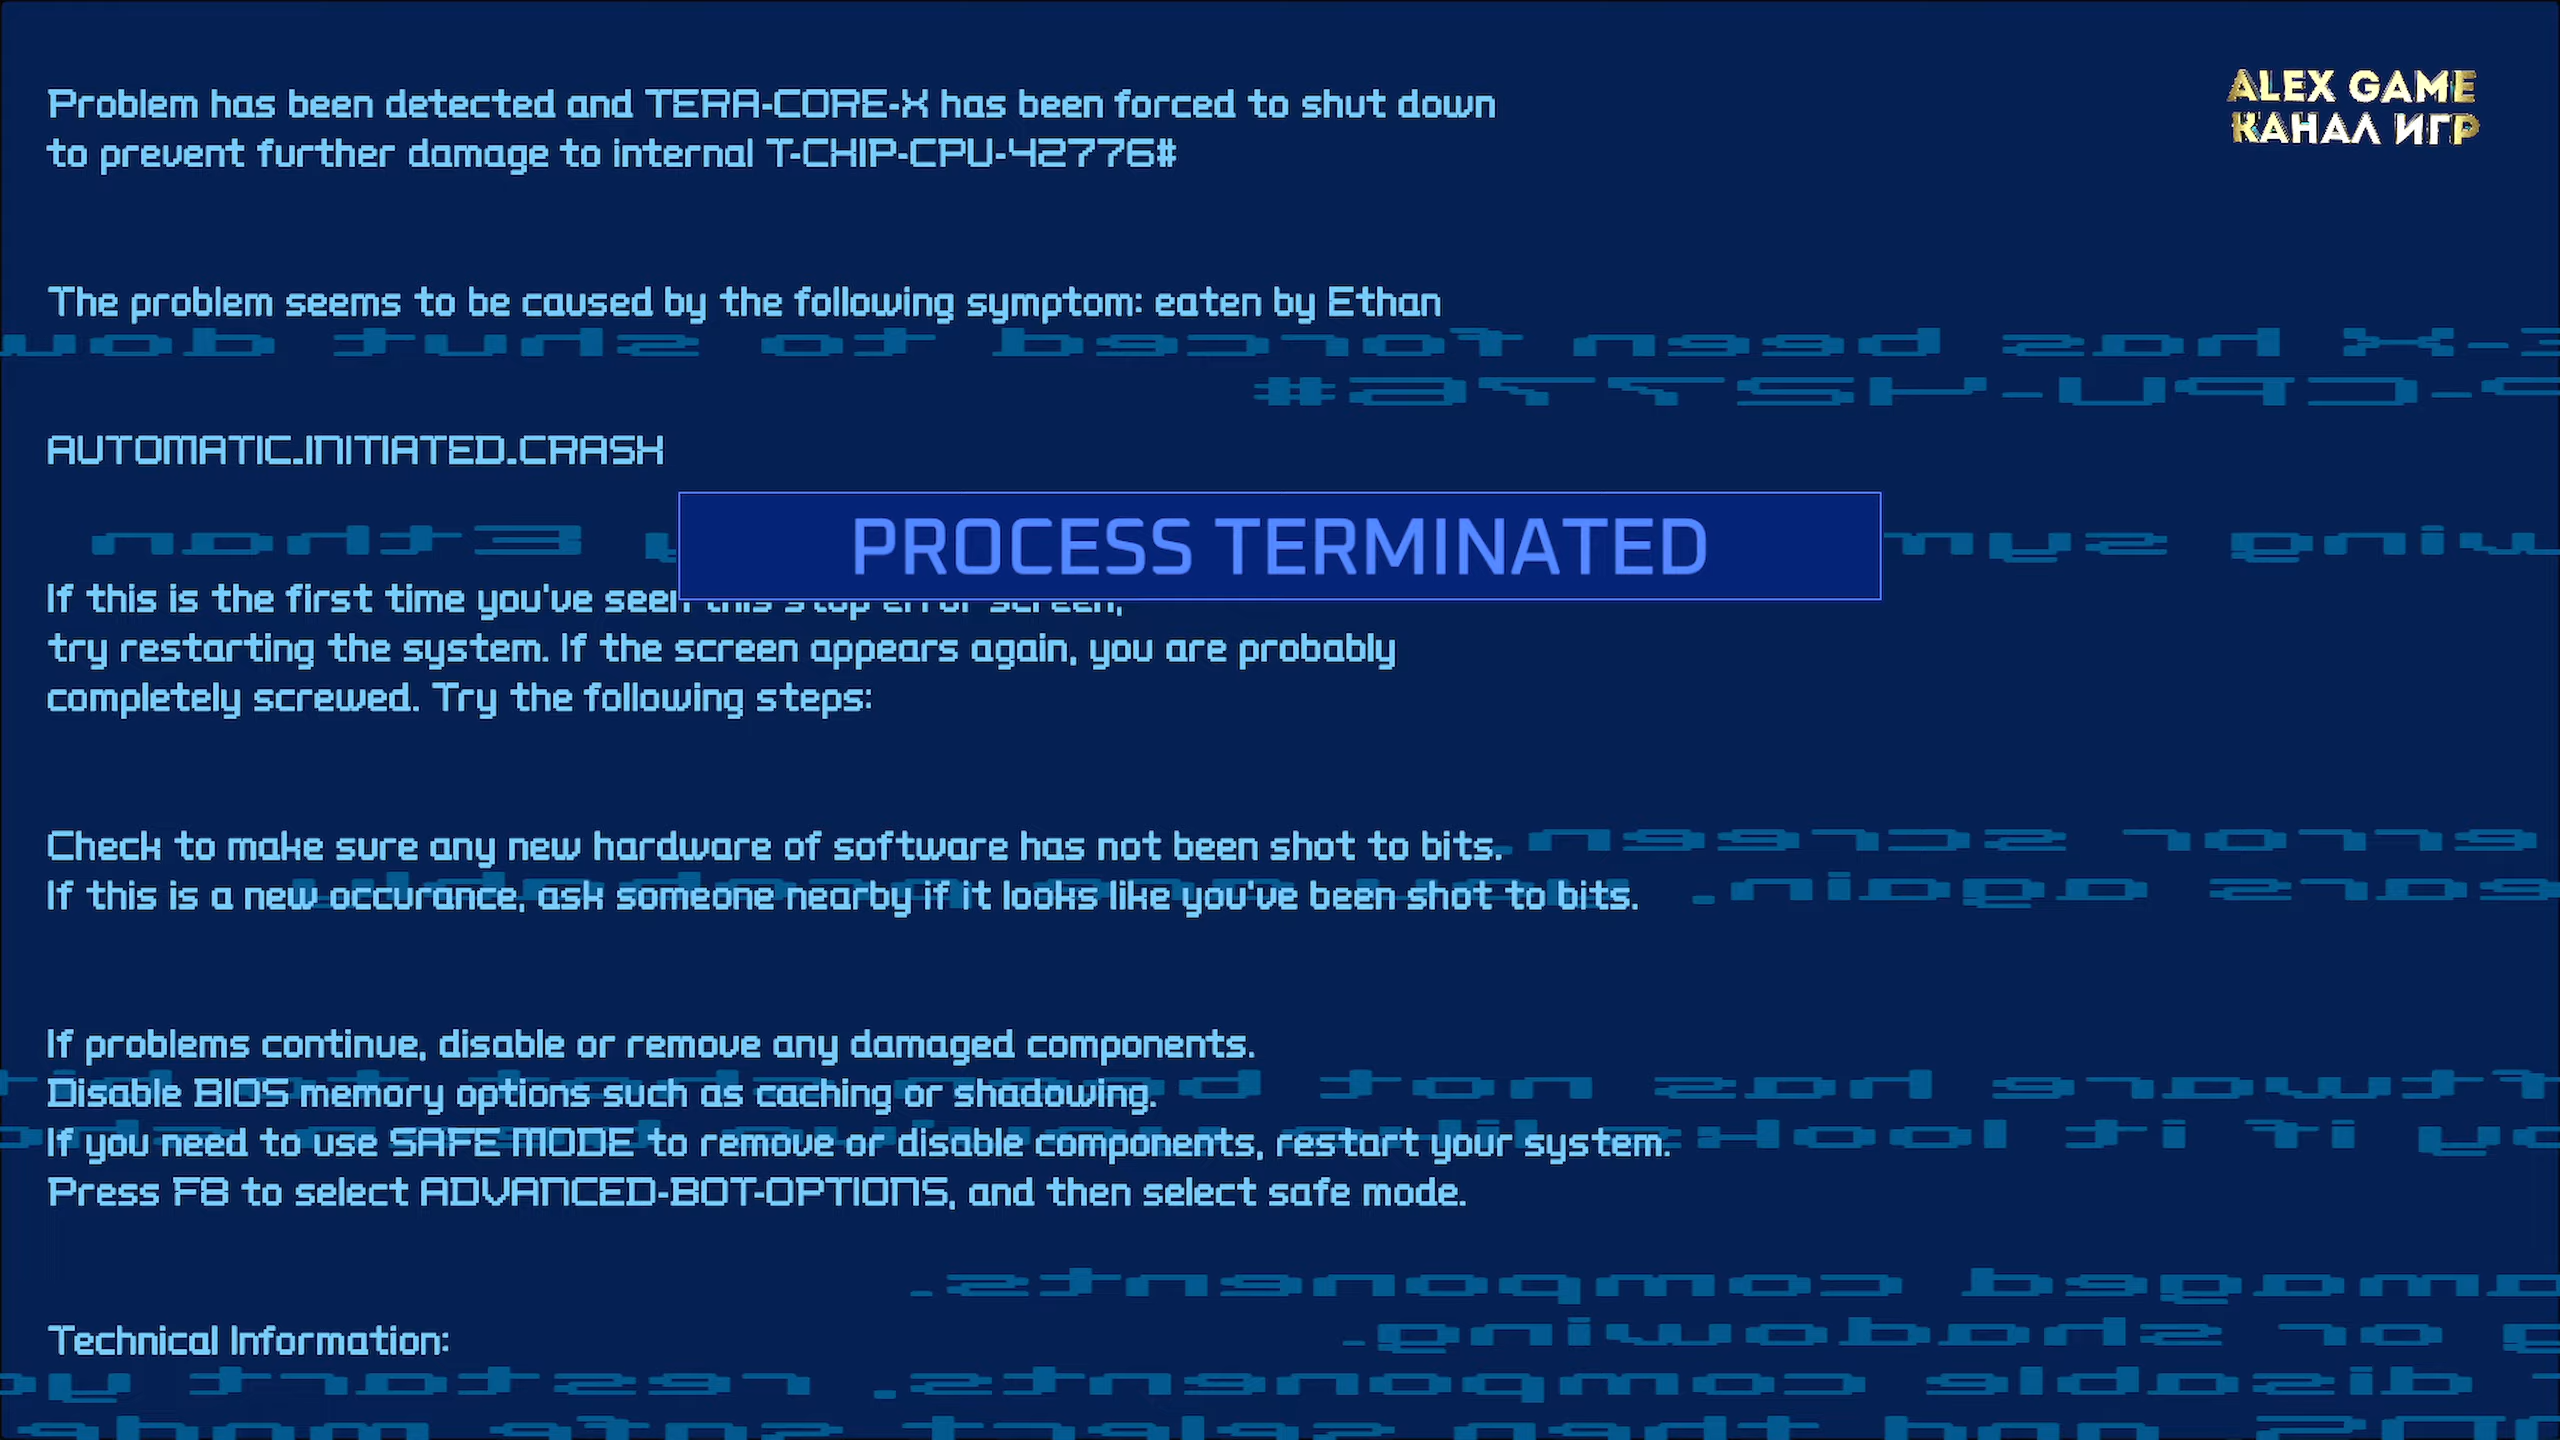 Problem has been detected and TERA-CORE-X has been forced to shut down
to prevent further damage to internal T-CHIP-CPU-42776#
ALEX GAME
КАНАЛ ИГР
The problem seems to be caused by the following symptom: eaten by Ethan
AUTOMATIC_INITIATED_CRASH
PROCESS TERMINATED
If this is the first time you've seen this stop error screen,
try restarting the system. If the screen appears again, you are probably
completely screwed. Try the following steps:
Check to make sure any new hardware of software has not been shot to bits.
If this is a new occurance, ask someone nearby if it looks like you've been shot to bits.
If problems continue, disable or remove any damaged components.
Disable BIOS memory options such as caching or shadowing.
If you need to use SAFE MODE to remove or disable components, restart your system.
Press F8 to select ADVANCED-BOT-OPTIONS, and then select safe mode.
Technical Information: